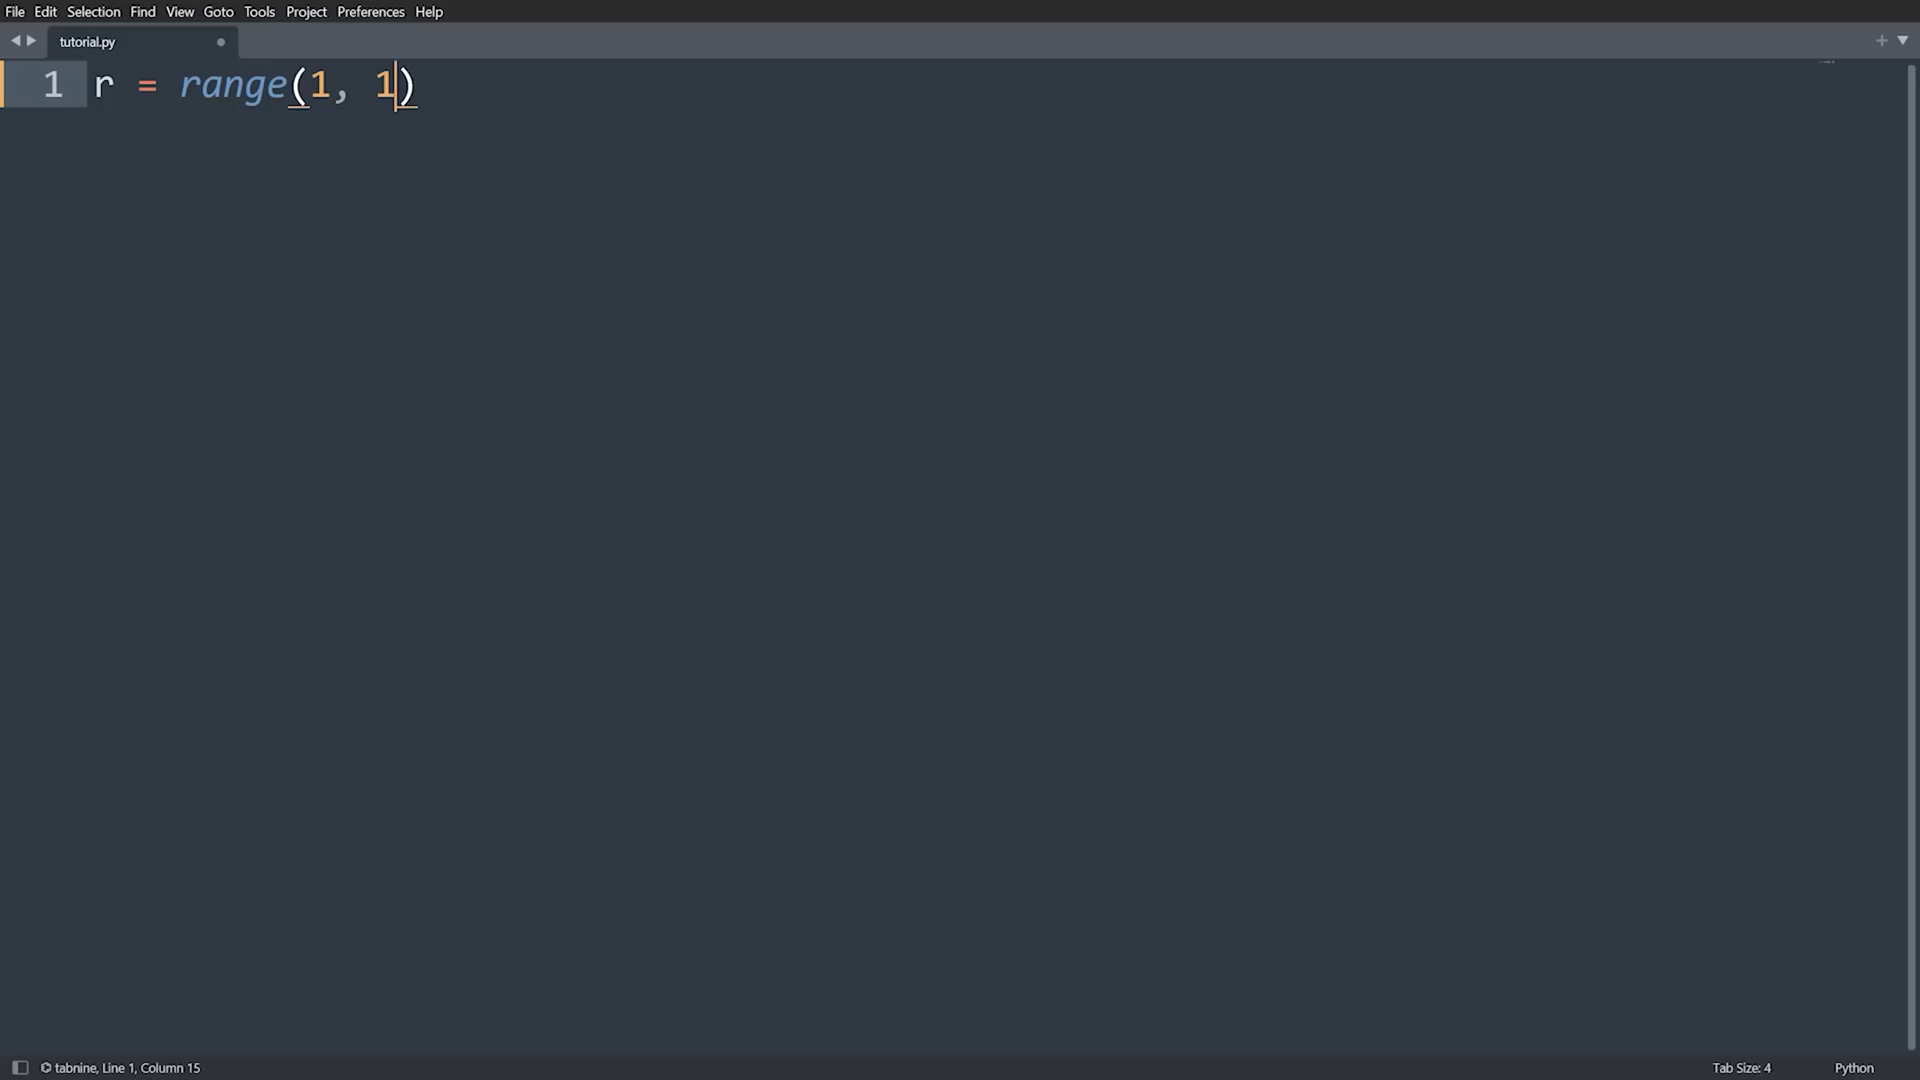 File Edit Selection Find View Goto Tools Project Preferences Help
tutorial.py
1 r = range(1, 1)
tabnine, Line 1, Column 15 Tab Size: 4 Python